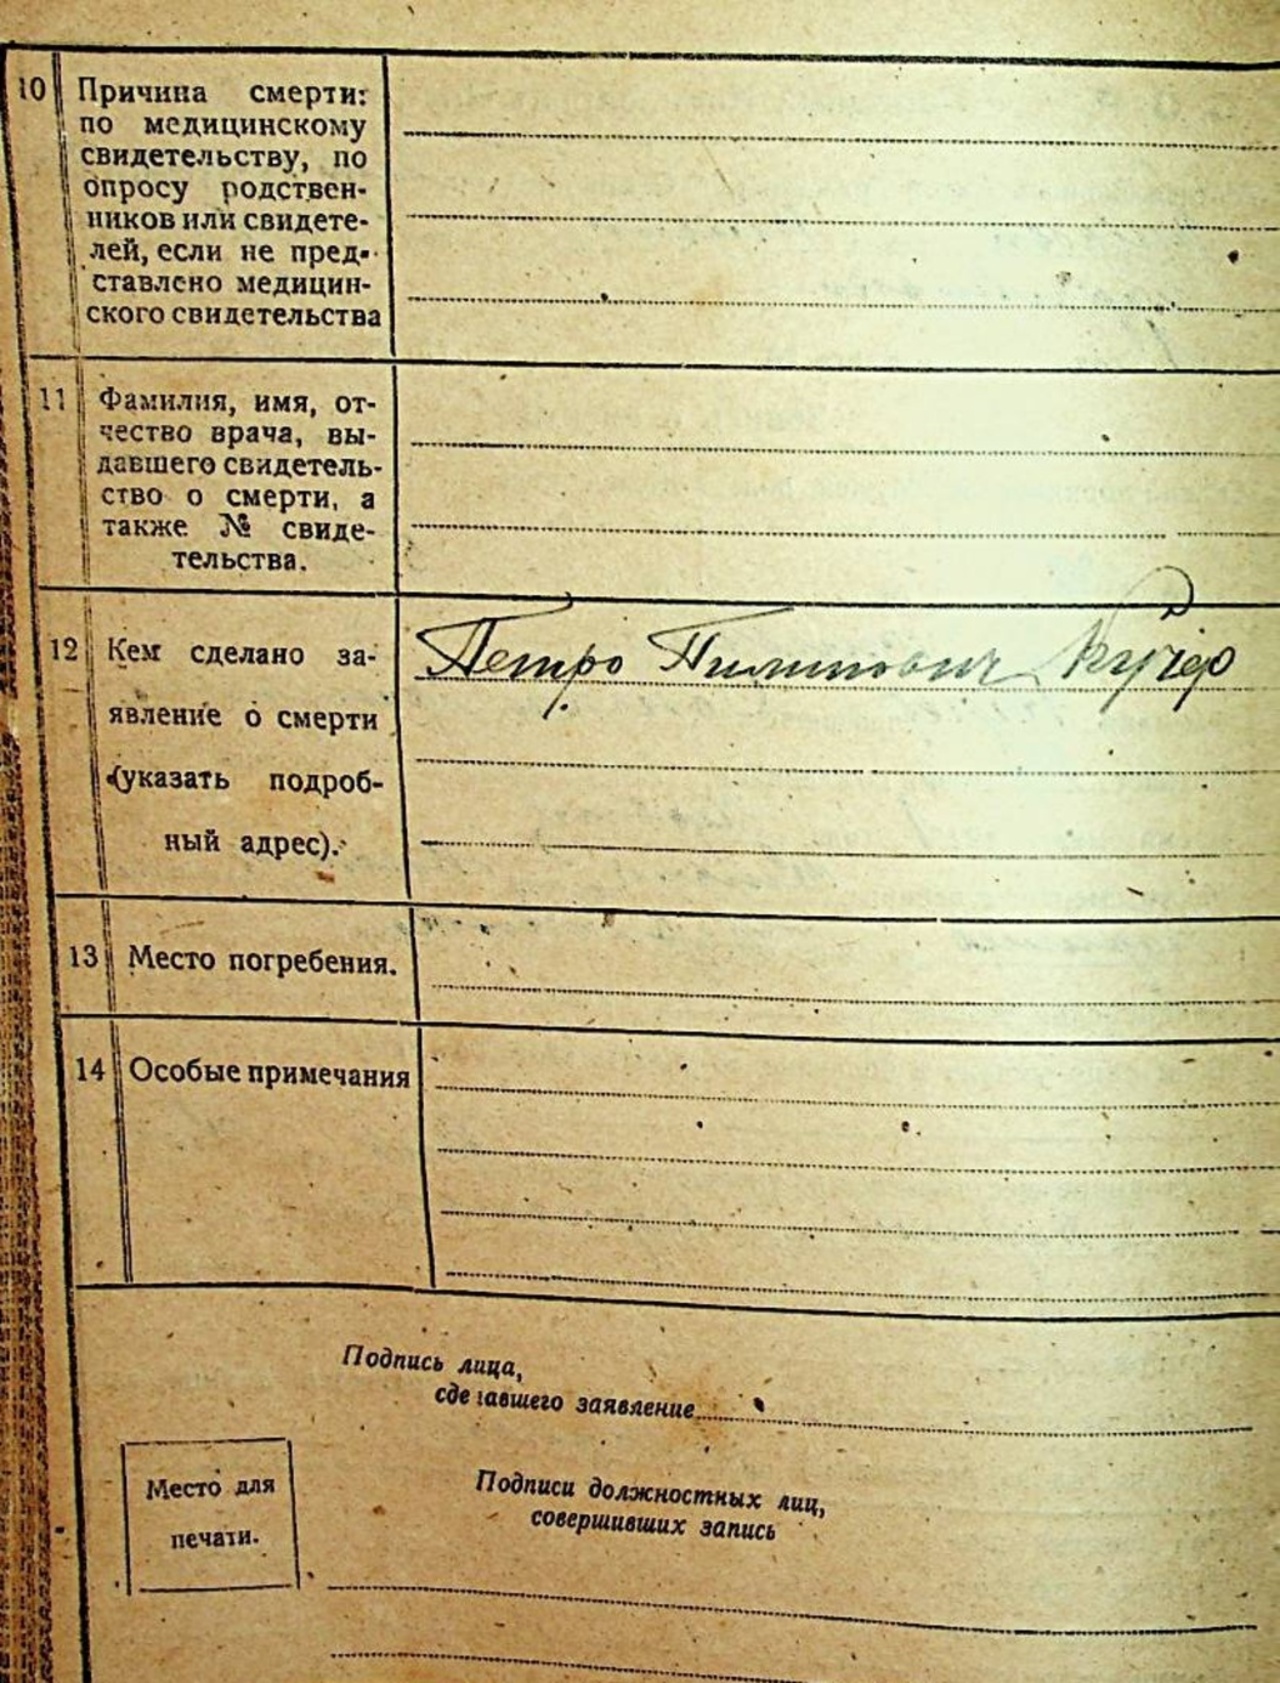 10 Причина смерти:
по медицинскому
свидетельству, по
опросу родствен-
ников или свидете-
лей, если не пред-
ставлено медицин-
ского свидетельства
11 Фамилия, имя, от-
чество врача, вы-
давшего свидетель-
ство о смерти, а
также № свиде-
тельства.
12 Кем сделано за- Петро Пилипович Кучер
явление о смерти
(указать подроб-
ный адрес).
13 Место погребения.
14 Особые примечания
Подпись лица,
сделавшего заявление
Место для
печати.
Подписи должностных лиц,
совершивших запись